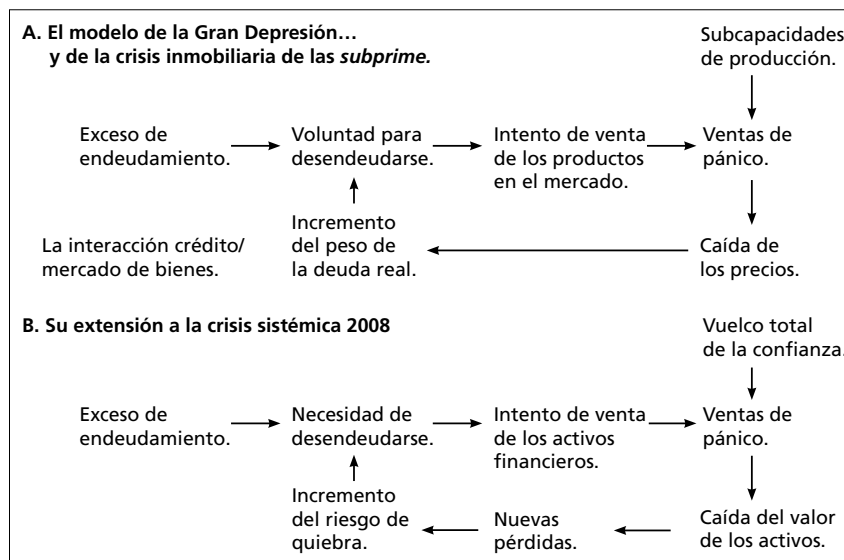 A. El modelo de la Gran Depresión…
y de la crisis inmobiliaria de las subprime.
Subcapacidades
de producción.
Exceso de
endeudamiento.
Voluntad para
desendeudarse.
Intento de venta
de los productos
en el mercado.
Ventas de
pánico.
La interacción crédito/
mercado de bienes.
Incremento
del peso de
la deuda real.
Caída de
los precios.
B. Su extensión a la crisis sistémica 2008
Vuelco total
de la confianza.
Exceso de
endeudamiento.
Necesidad de
desendeudarse.
Intento de venta
de los activos
financieros.
Ventas de
pánico.
Incremento
del riesgo de
quiebra.
Nuevas
pérdidas.
Caída del valor
de los activos.